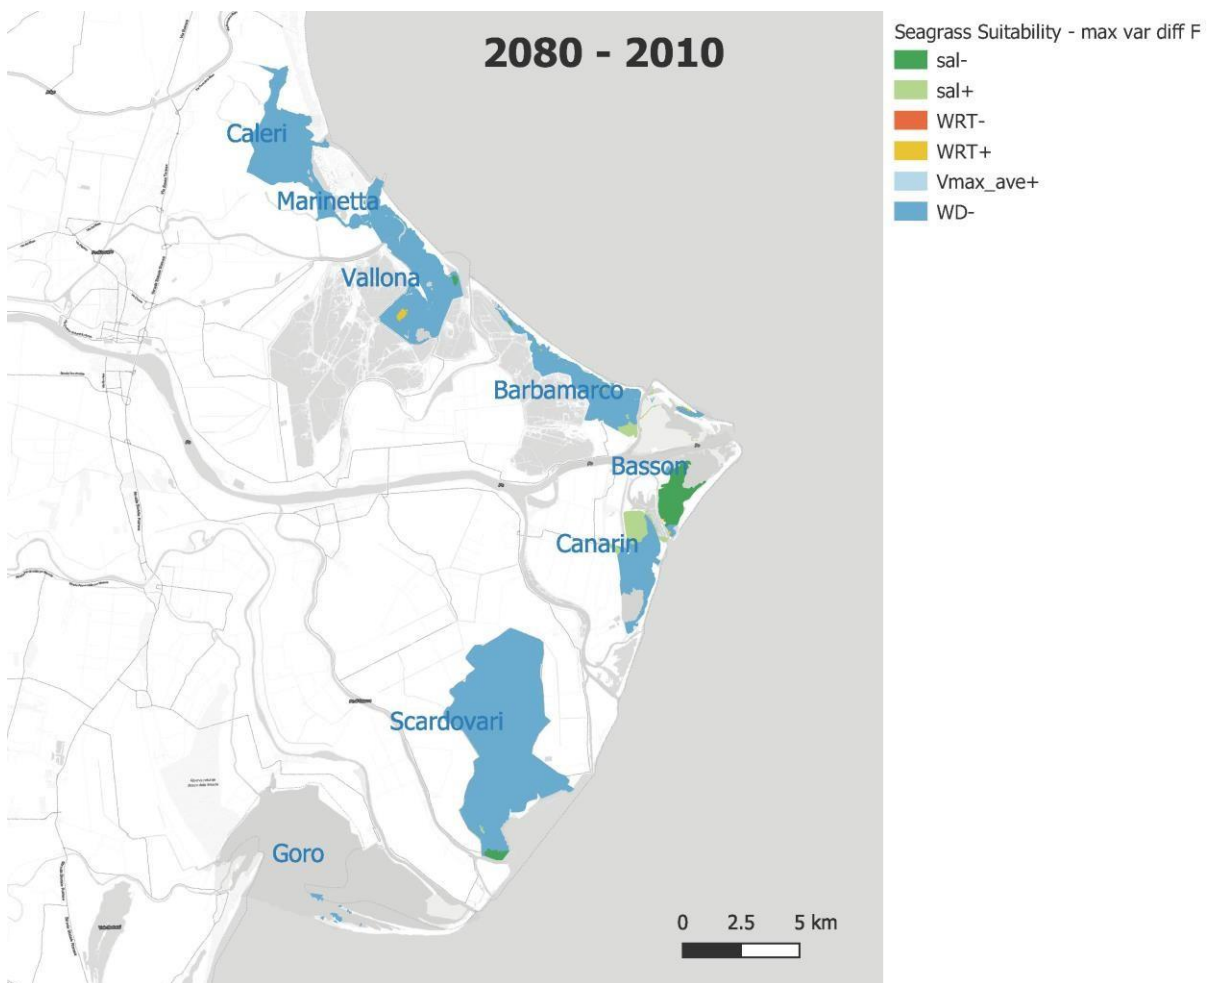 2080 - 2010
Seagrass Suitability - max var diff F
sal-
sal+
WRT-
WRT+
Vmax_ave+
WD-
Caleri
Marinetta
Vallona
Barbamarco
Basson
Canarin
Scardovari
Goro
0 2.5 5 km